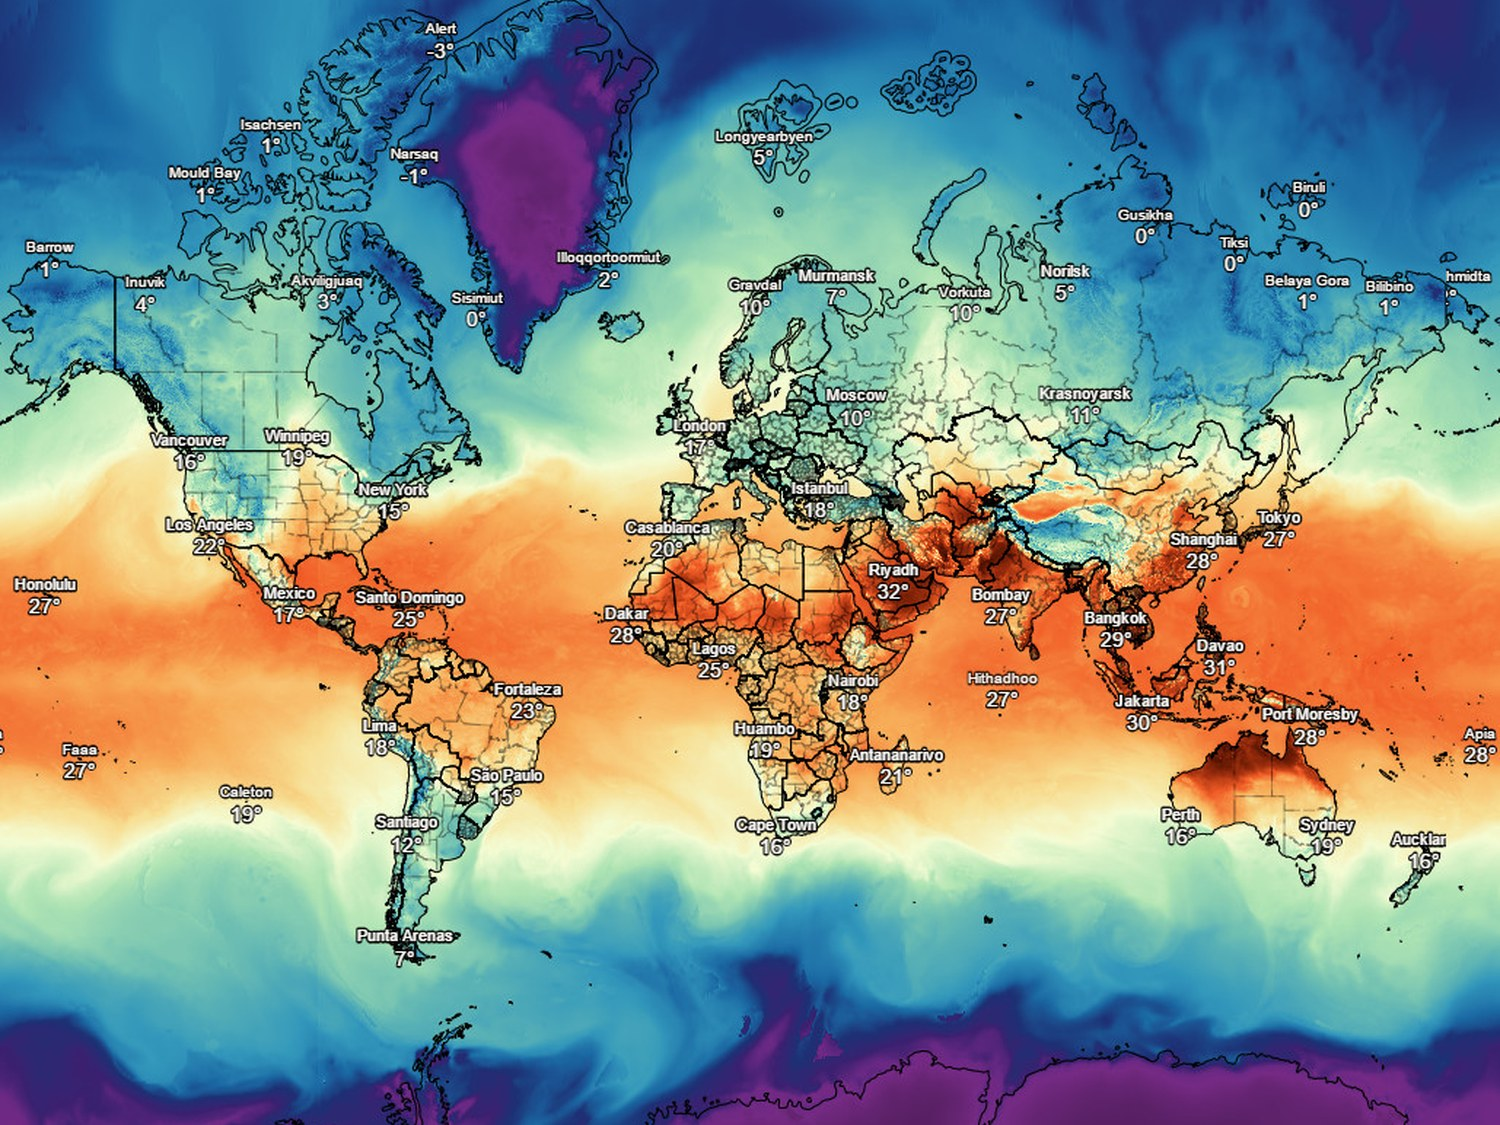 Alert
-3°
Isachsen
1°
Narsaq
-1°
Mould Bay
1°
Longyearbyen
5°
Biruli
0°
Gusikha
0°
Tiksi
0°
Barrow
1°
Inuvik
4°
Akviligjuaq
3°
Illoqqortoormiut
2°
Sisimiut
0°
Gravdal
10°
Murmansk
7°
Vorkuta
10°
Norilsk
5°
Belaya Gora
1°
Bilibino
1°
hmidta
°
Moscow
10°
Krasnoyarsk
11°
London
17°
Vancouver
16°
Winnipeg
19°
New York
15°
Istanbul
18°
Los Angeles
22°
Casablanca
20°
Tokyo
27°
Shanghai
28°
Honolulu
27°
Mexico
17°
Santo Domingo
25°
Dakar
28°
Riyadh
32°
Bombay
27°
Bangkok
29°
Lagos
25°
Davao
31°
Nairobi
18°
Hithadhoo
27°
Fortaleza
23°
Jakarta
30°
Port Moresby
28°
Lima
18°
Huambo
19°
Antananarivo
21°
Faaa
27°
Apia
28°
São Paulo
15°
Caleton
19°
Santiago
12°
Cape Town
16°
Perth
16°
Sydney
19°
Aucklar
16°
Punta Arenas
7°